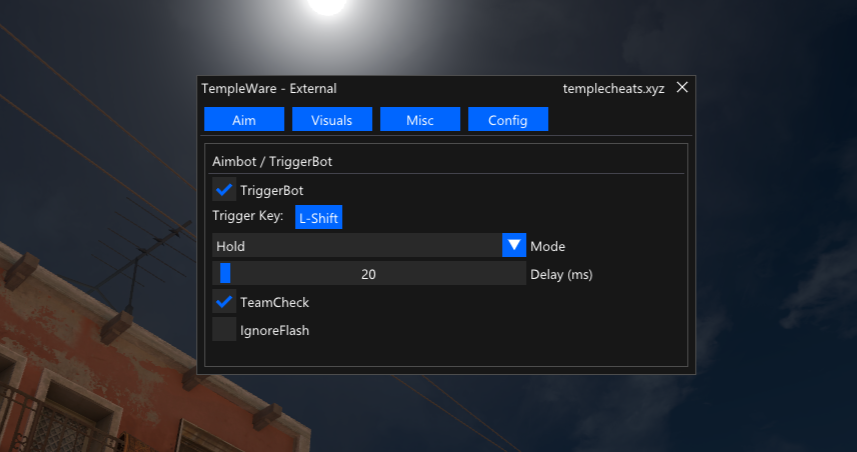 TempleWare - External templecheats.xyz
Aim Visuals Misc Config
Aimbot / TriggerBot
TriggerBot
Trigger Key: L-Shift
Hold Mode
20 Delay (ms)
TeamCheck
IgnoreFlash